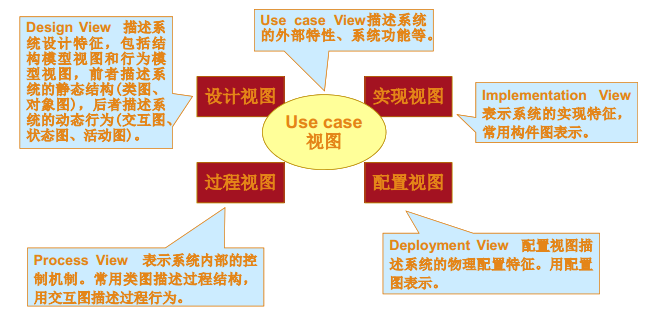 Design View 描述系
统设计特征，包括结
构模型视图和行为模
型视图，前者描述系
统的静态结构(类图、
对象图)，后者描述系
统的动态行为(交互图、
状态图、活动图)。
Use case View描述系统
的外部特性、系统功能等。
设计视图
实现视图
Use case
视图
Implementation View
表示系统的实现特征，
常用构件图表示。
过程视图
配置视图
Process View 表示系统内部的控
制机制。常用类图描述过程结构，
用交互图描述过程行为。
Deployment View 配置视图描
述系统的物理配置特征。用配置
图表示。